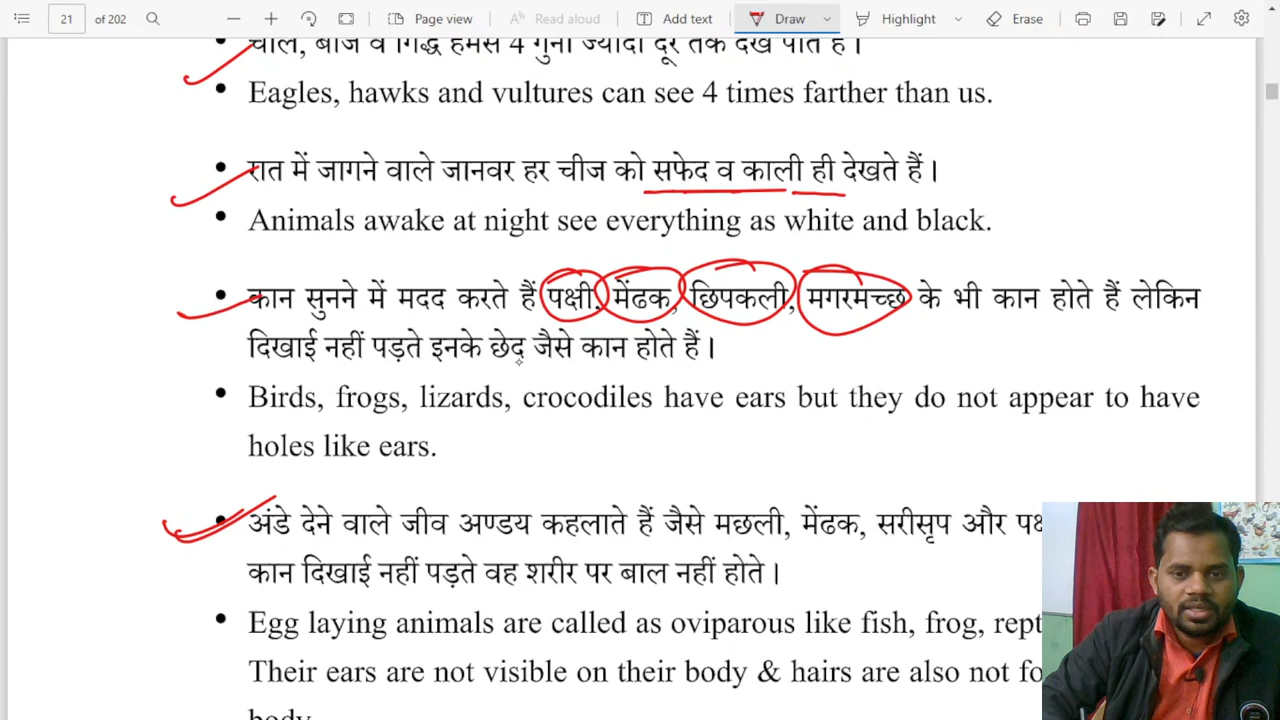 21 of 202 Page view Read aloud Add text Draw Highlight Erase
चील, बाज व गिद्ध हमसे 4 गुना ज्यादा दूर तक देख पाते हैं।
Eagles, hawks and vultures can see 4 times farther than us.
रात में जागने वाले जानवर हर चीज को सफेद व काली ही देखते हैं।
Animals awake at night see everything as white and black.
कान सुनने में मदद करते हैं पक्षी, मेंढक, छिपकली, मगरमच्छ के भी कान होते हैं लेकिन
दिखाई नहीं पड़ते इनके छेद जैसे कान होते हैं।
Birds, frogs, lizards, crocodiles have ears but they do not appear to have
holes like ears.
अंडे देने वाले जीव अण्डय कहलाते हैं जैसे मछली, मेंढक, सरीसृप और
कान दिखाई नहीं पड़ते वह शरीर पर बाल नहीं होते।
Egg laying animals are called as oviparous like fish, frog,
Their ears are not visible on their body & hairs are also not
body.